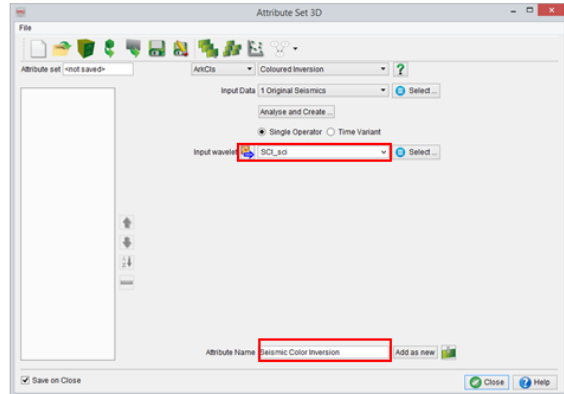 Attribute Set 3D
File
Attribute set <not saved> ArkCls Coloured Inversion
Input Data 1 Original Seismics Select ...
Analyse and Create ...
Single Operator Time Variant
Input wavelet SCI_sci Select ...
Attribute Name Seismic Color Inversion Add as new
Save on Close Close Help